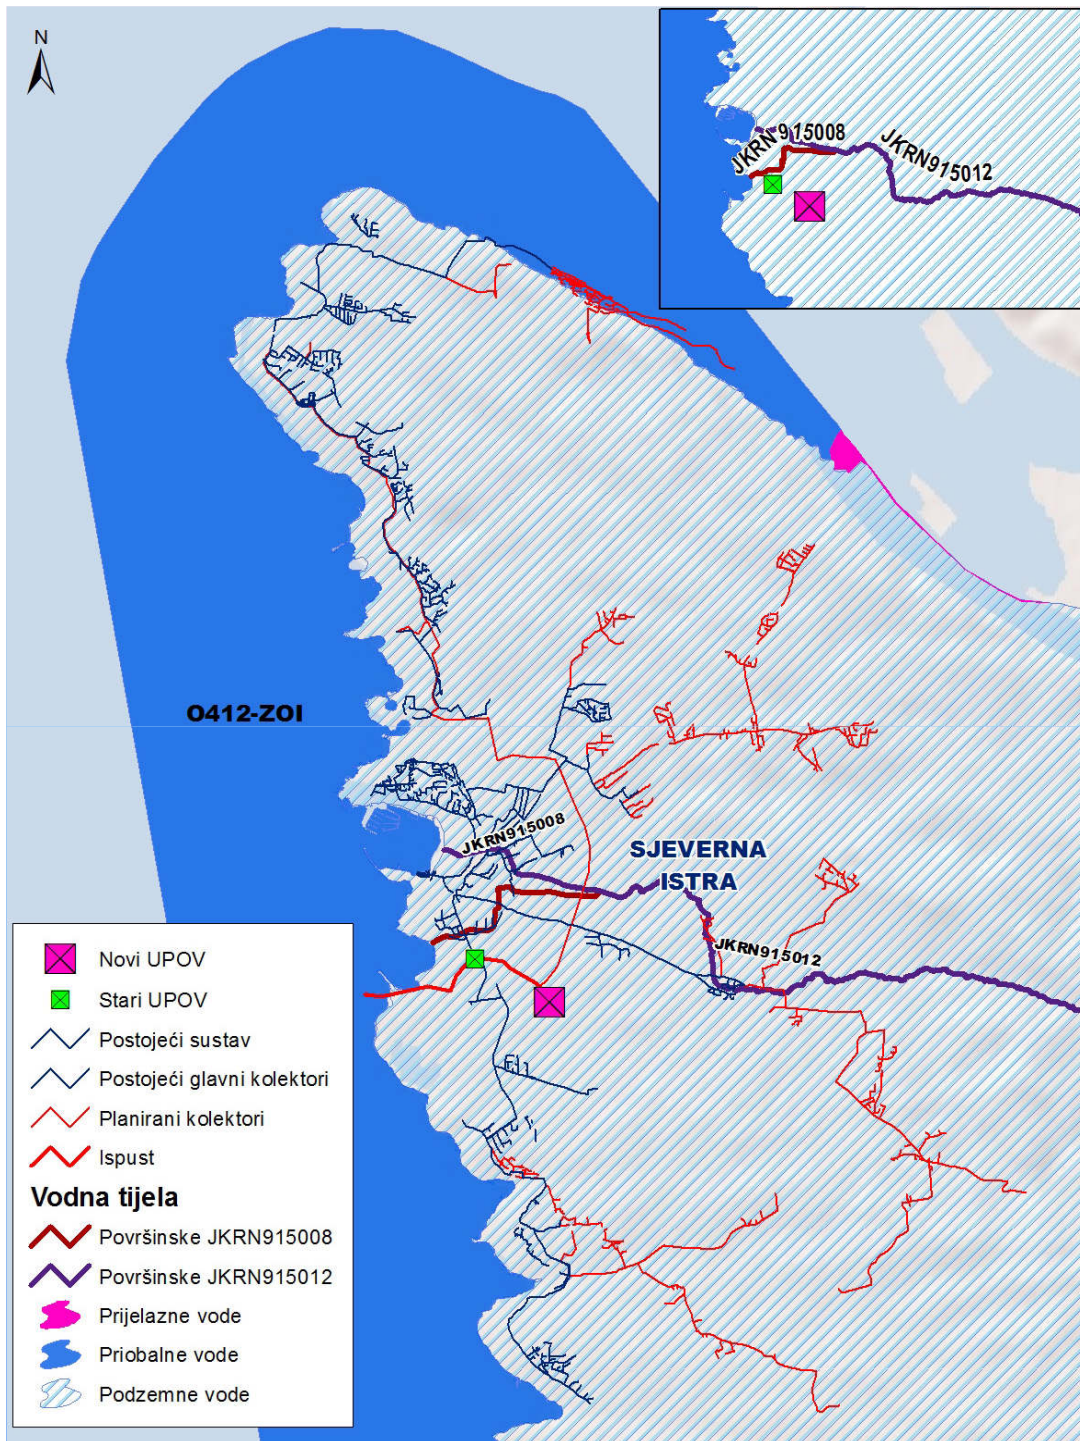 N
JKRN915008
JKRN915012
O412-ZOI
JKRN915008
SJEVERNA
ISTRA
JKRN915012
Novi UPOV
Stari UPOV
Postojeći sustav
Postojeći glavni kolektori
Planirani kolektori
Ispust
Vodna tijela
Površinske JKRN915008
Površinske JKRN915012
Prijelazne vode
Priobalne vode
Podzemne vode